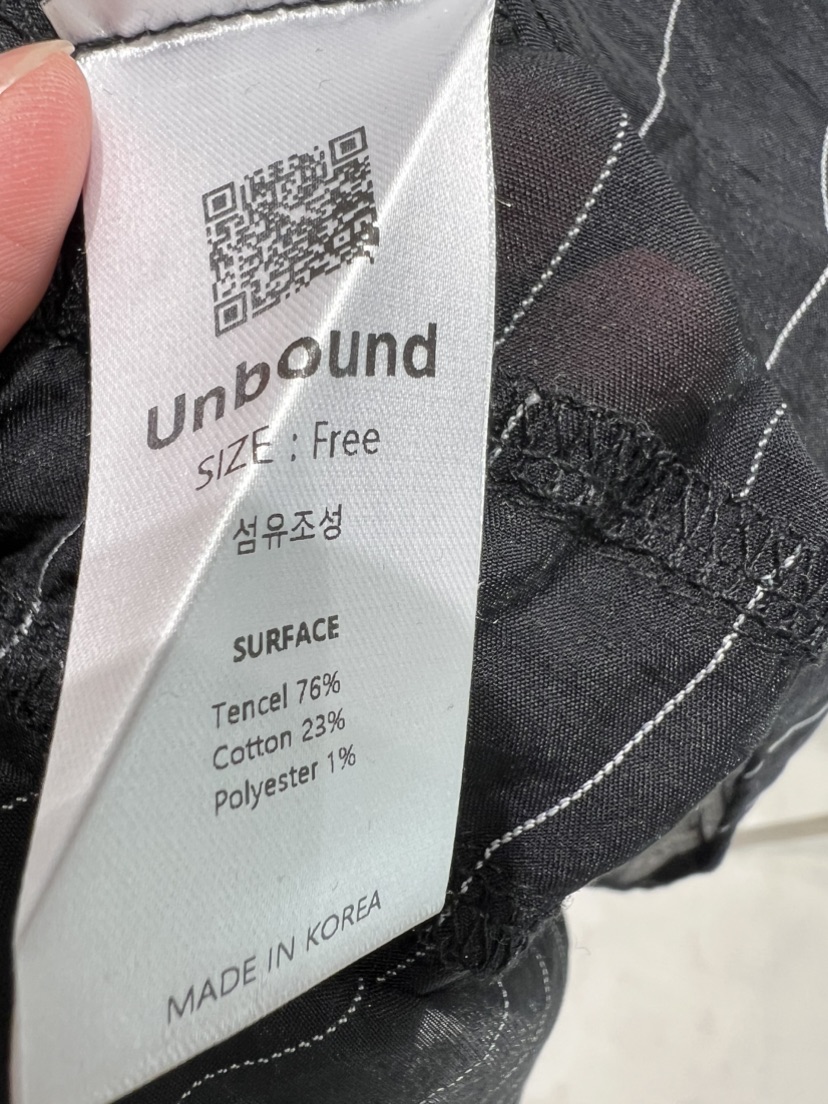 Unbound
SIZE : Free
섬유조성
SURFACE
Tencel 76%
Cotton 23%
Polyester 1%
MADE IN KOREA